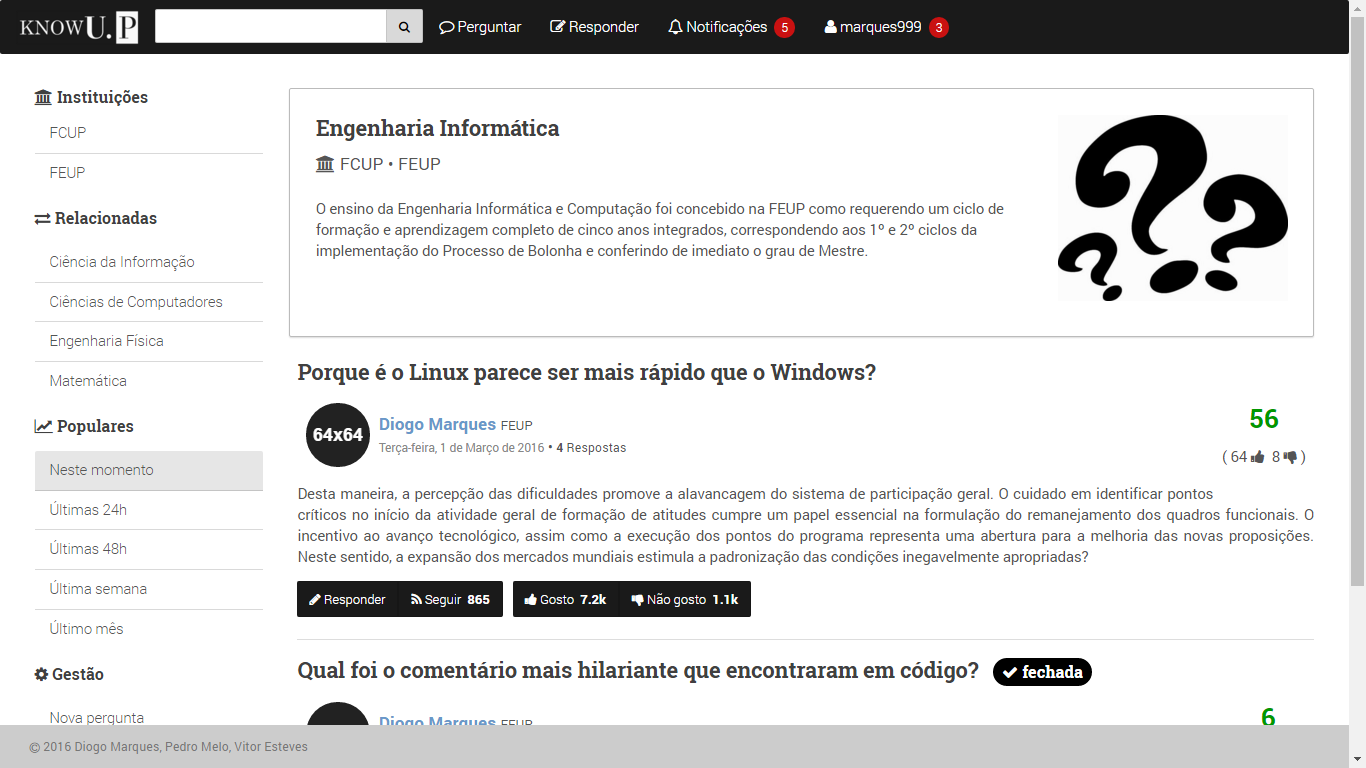 KNOWU.P
Perguntar
Responder
Notificações 5
marques999 3
Instituições
FCUP
FEUP
Relacionadas
Ciência da Informação
Ciências de Computadores
Engenharia Física
Matemática
Populares
Neste momento
Últimas 24h
Últimas 48h
Última semana
Último mês
Gestão
Nova pergunta
Engenharia Informática
FCUP • FEUP
O ensino da Engenharia Informática e Computação foi concebido na FEUP como requerendo um ciclo de
formação e aprendizagem completo de cinco anos integrados, correspondendo aos 1º e 2º ciclos da
implementação do Processo de Bolonha e conferindo de imediato o grau de Mestre.
???
Porque é o Linux parece ser mais rápido que o Windows?
64x64
Diogo Marques FEUP
Terça-feira, 1 de Março de 2016 • 4 Respostas
56
( 64 8 )
Desta maneira, a percepção das dificuldades promove a alavancagem do sistema de participação geral. O cuidado em identificar pontos
críticos no início da atividade geral de formação de atitudes cumpre um papel essencial na formulação do remanejamento dos quadros funcionais. O
incentivo ao avanço tecnológico, assim como a execução dos pontos do programa representa uma abertura para a melhoria das novas proposições.
Neste sentido, a expansão dos mercados mundiais estimula a padronização das condições inegavelmente apropriadas?
Responder
Seguir 865
Gosto 7.2k
Não gosto 1.1k
Qual foi o comentário mais hilariante que encontraram em código? fechada
Diogo Marques FEUP
6
© 2016 Diogo Marques, Pedro Melo, Vitor Esteves